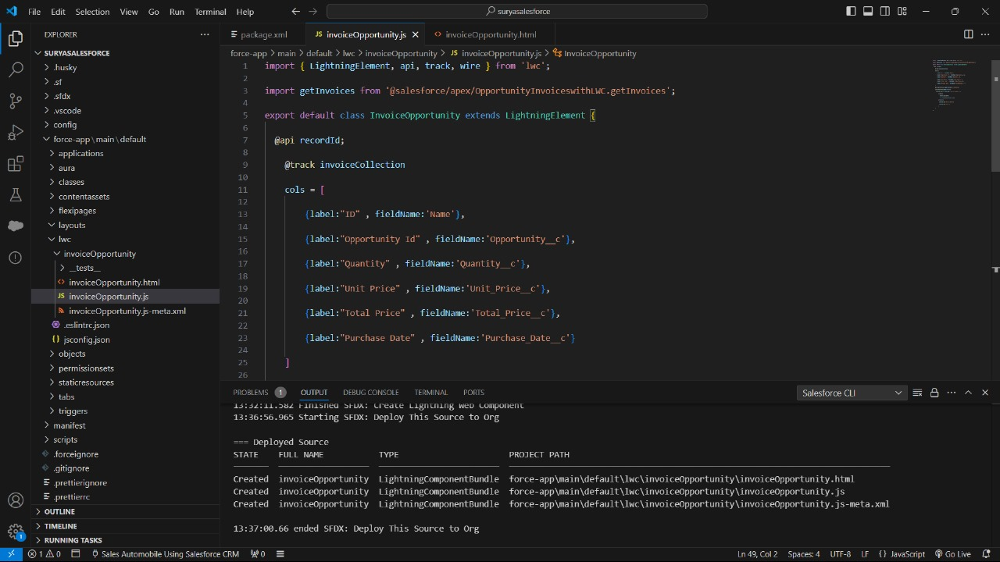 File Edit Selection View Go Run Terminal Help
suryasalesforce
EXPLORER
SURYASALESFORCE
.husky
.sf
.sfdx
.vscode
config
force-app\main\default
applications
aura
classes
contentassets
flexipages
layouts
lwc
invoiceOpportunity
__tests__
invoiceOpportunity.html
JS invoiceOpportunity.js
invoiceOpportunity.js-meta.xml
.eslintrc.json
{} jsconfig.json
objects
permissionsets
staticresources
tabs
triggers
manifest
scripts
.forceignore
.gitignore
.prettierignore
.prettierrc
OUTLINE
TIMELINE
RUNNING TASKS
package.xml JS invoiceOpportunity.js invoiceOpportunity.html
force-app > main > default > lwc > invoiceOpportunity > JS invoiceOpportunity.js > InvoiceOpportunity
1 import { LightningElement, api, track, wire } from 'lwc';
2
3 import getInvoices from '@salesforce/apex/OpportunityInvoiceswithLWC.getInvoices';
4
5 export default class InvoiceOpportunity extends LightningElement {
6
7 @api recordId;
8
9 @track invoiceCollection
10
11 cols = [
12
13 {label:"ID" , fieldName:'Name'},
14
15 {label:"Opportunity Id" , fieldName:'Opportunity__c'},
16
17 {label:"Quantity" , fieldName:'Quantity__c'},
18
19 {label:"Unit Price" , fieldName:'Unit_Price__c'},
20
21 {label:"Total Price" , fieldName:'Total_Price__c'},
22
23 {label:"Purchase Date" , fieldName:'Purchase_Date__c'}
24
25 ]
26
PROBLEMS 1 OUTPUT DEBUG CONSOLE TERMINAL PORTS Salesforce CLI
13:32:11.582 Finished SFDX: Create Lightning Web Component
13:36:56.965 Starting SFDX: Deploy This Source to Org
=== Deployed Source
STATE FULL NAME TYPE PROJECT PATH
Created invoiceOpportunity LightningComponentBundle force-app\main\default\lwc\invoiceOpportunity\invoiceOpportunity.html
Created invoiceOpportunity LightningComponentBundle force-app\main\default\lwc\invoiceOpportunity\invoiceOpportunity.js
Created invoiceOpportunity LightningComponentBundle force-app\main\default\lwc\invoiceOpportunity\invoiceOpportunity.js-meta.xml
13:37:00.66 ended SFDX: Deploy This Source to Org
1
1 0 Sales Automobile Using Salesforce CRM 0 Ln 49, Col 2 Spaces: 4 UTF-8 LF {} JavaScript Go Live